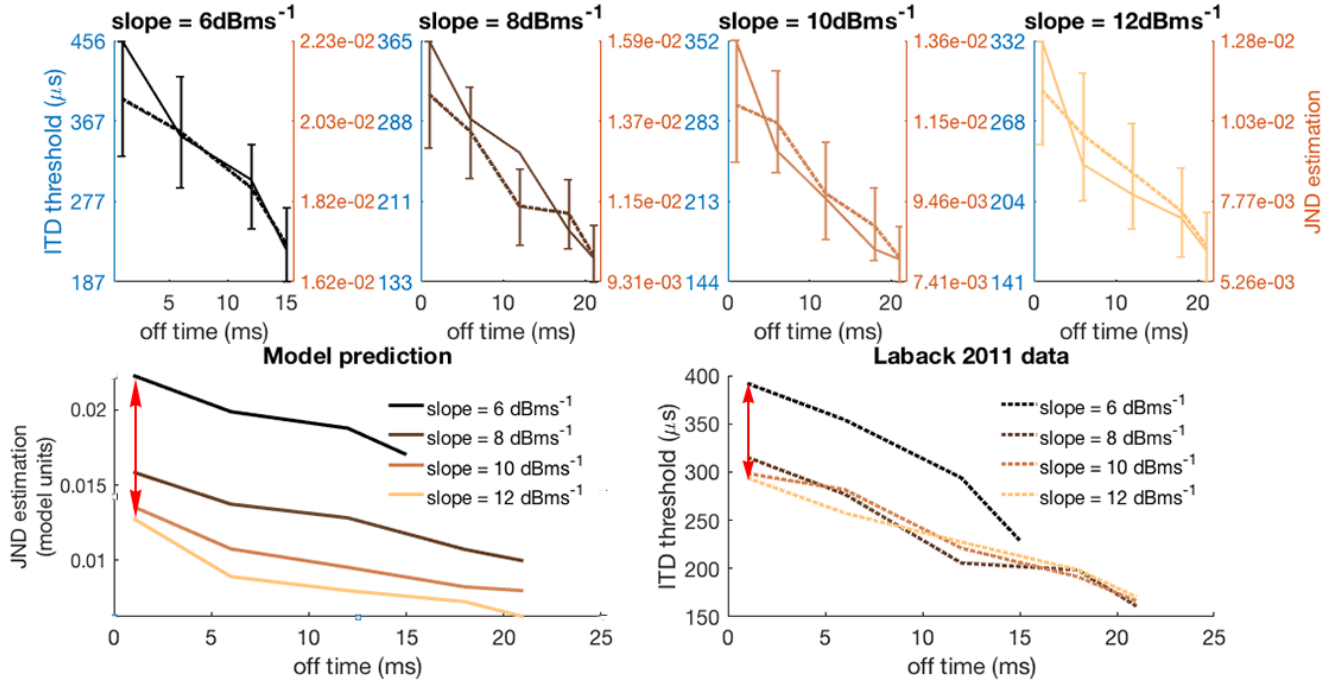 slope = 6dBms⁻¹
slope = 8dBms⁻¹
slope = 10dBms⁻¹
slope = 12dBms⁻¹
ITD threshold (μs)
456
367
277
187
2.23e-02
2.03e-02
1.82e-02
1.62e-02
5
10
15
off time (ms)
365
288
211
133
1.59e-02
1.37e-02
1.15e-02
9.31e-03
0
10
20
off time (ms)
352
283
213
144
1.36e-02
1.15e-02
9.46e-03
7.41e-03
0
10
20
off time (ms)
332
268
204
141
1.28e-02
1.03e-02
7.77e-03
5.26e-03
0
10
20
off time (ms)
JND estimation
Model prediction
JND estimation
(model units)
0.02
0.015
0.01
slope = 6 dBms⁻¹
slope = 8 dBms⁻¹
slope = 10 dBms⁻¹
slope = 12 dBms⁻¹
0
5
10
15
20
25
off time (ms)
Laback 2011 data
ITD threshold (μs)
400
350
300
250
200
150
slope = 6 dBms⁻¹
slope = 8 dBms⁻¹
slope = 10 dBms⁻¹
slope = 12 dBms⁻¹
0
5
10
15
20
25
off time (ms)